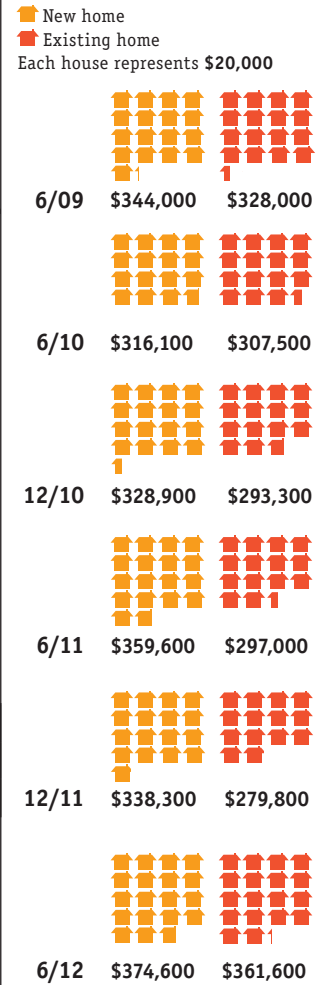 New home
Existing home
Each house represents $20,000
6/09 $344,000 $328,000
6/10 $316,100 $307,500
12/10 $328,900 $293,300
6/11 $359,600 $297,000
12/11 $338,300 $279,800
6/12 $374,600 $361,600